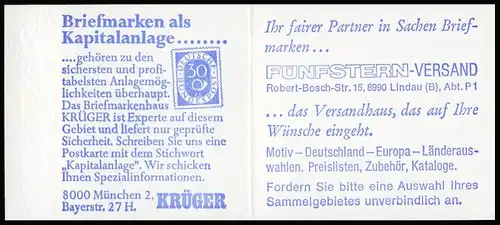 Briefmarken als
Kapitalanlage........
....gehören zu den
sichersten und profi-
tabelsten Anlagemög-
lichkeiten überhaupt.
Das Briefmarkenhaus
KRÜGER ist Experte auf diesem
Gebiet und liefert nur geprüfte
Sicherheit. Schreiben Sie uns eine
Postkarte mit dem Stichwort
„Kapitalanlage". Wir schicken
Ihnen Spezialinformationen.
8000 München 2,
Bayerstr. 27 H. KRÜGER
DEUTSCHE
30
BUNDESPOST
Ihr fairer Partner in Sachen Brief-
marken...
FÜNFSTERN-VERSAND
Robert-Bosch-Str. 15, 8990 Lindau (B), Abt. P1
... das Versandhaus, das auf Ihre
Wünsche eingeht.
Motiv – Deutschland – Europa – Länderaus-
wahlen. Preislisten, Zubehör, Kataloge.
Fordern Sie bitte eine Auswahl Ihres
Sammelgebietes unverbindlich an.